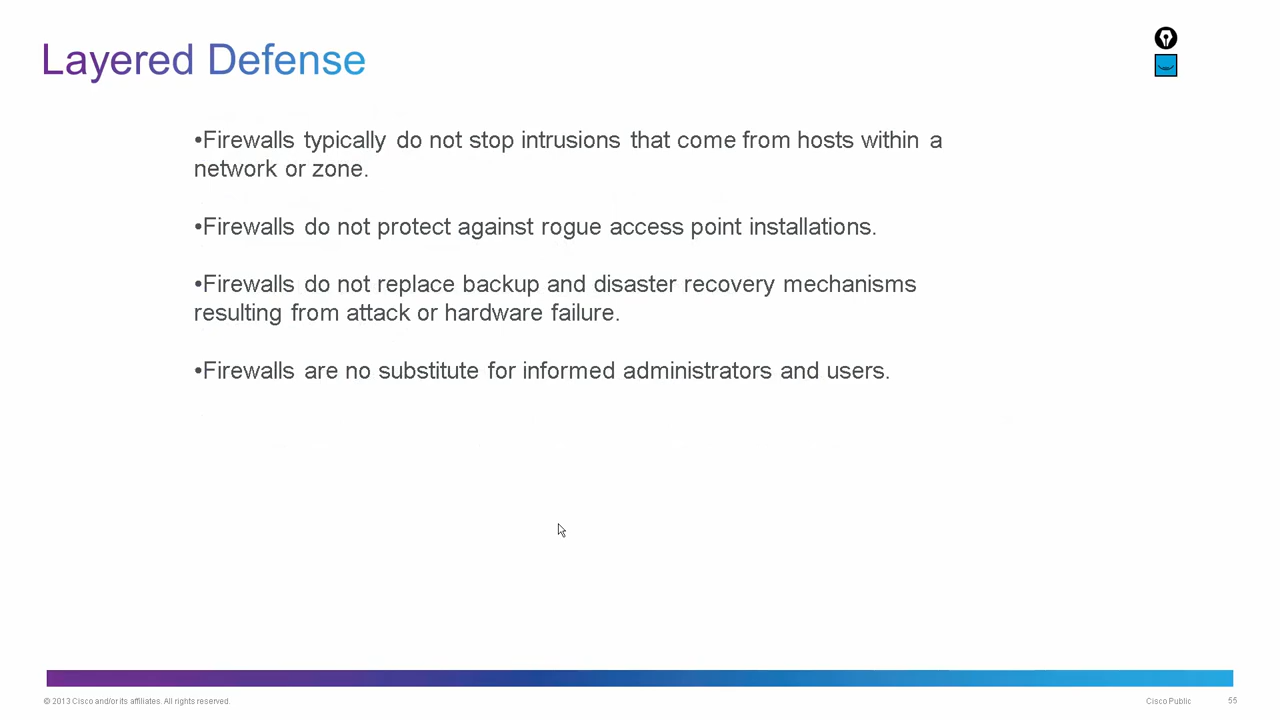 Layered Defense
•Firewalls typically do not stop intrusions that come from hosts within a
network or zone.
•Firewalls do not protect against rogue access point installations.
•Firewalls do not replace backup and disaster recovery mechanisms
resulting from attack or hardware failure.
•Firewalls are no substitute for informed administrators and users.
© 2013 Cisco and/or its affiliates. All rights reserved.
Cisco Public
55